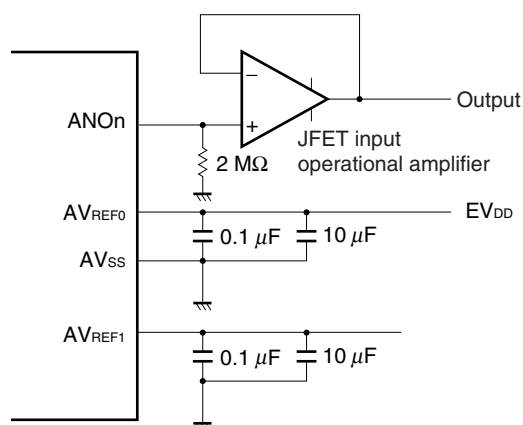 −
ANOn
+
Output
JFET input
operational amplifier
2 MΩ
AVREF0
EVDD
0.1 μF
10 μF
AVSS
AVREF1
0.1 μF
10 μF